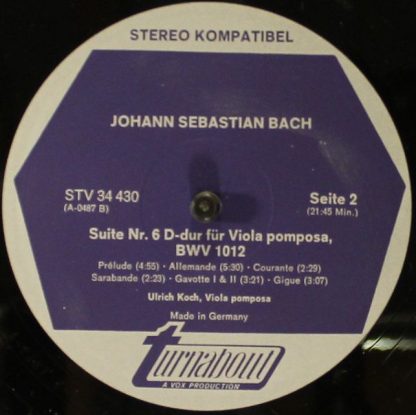 STEREO KOMPATIBEL
JOHANN SEBASTIAN BACH
STV 34 430
(A-0487 B)
Seite 2
(21:45 Min.)
Suite Nr. 6 D-dur für Viola pomposa,
BWV 1012
Prélude (4:55) · Allemande (5:30) · Courante (2:29)
Sarabande (2:23) · Gavotte I & II (3:21) · Gigue (3:07)
Ulrich Koch, Viola pomposa
Made in Germany
turnabout
A VOX PRODUCTION